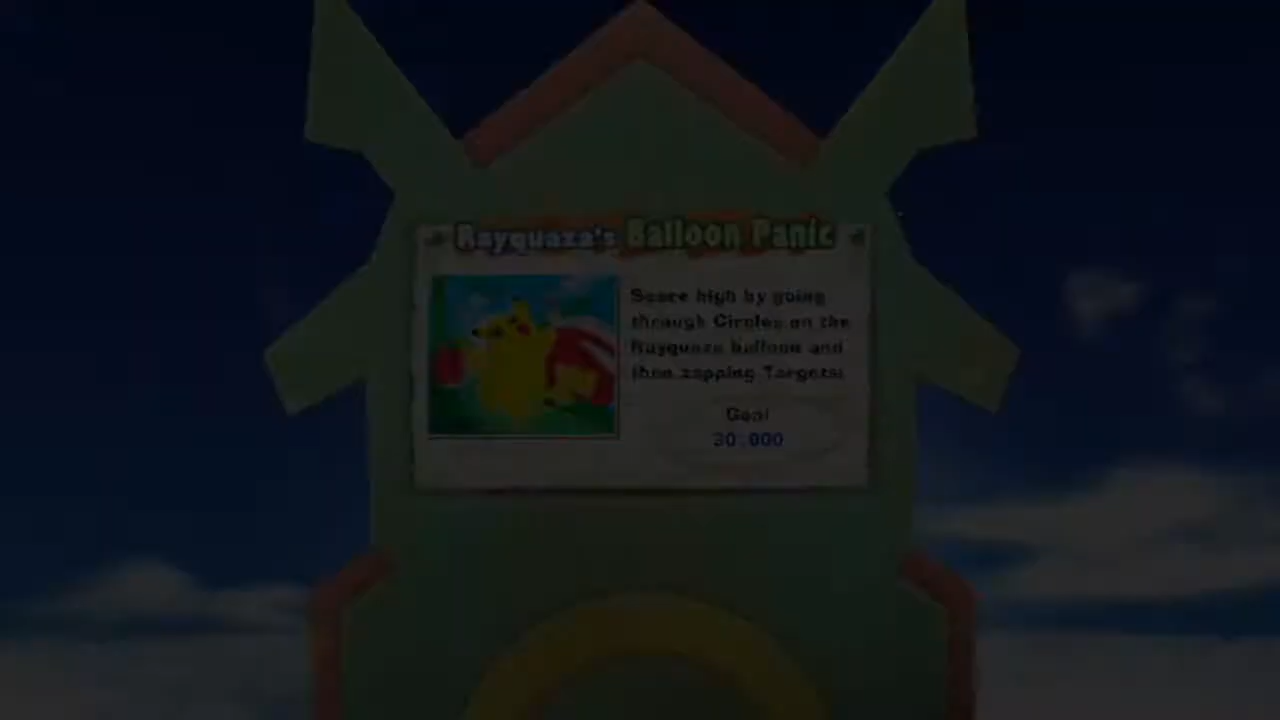 Rayquaza's Balloon Panic
Score high by going
through Circles on the
Rayquaza balloon and
then zapping Targets!
Goal
30,000